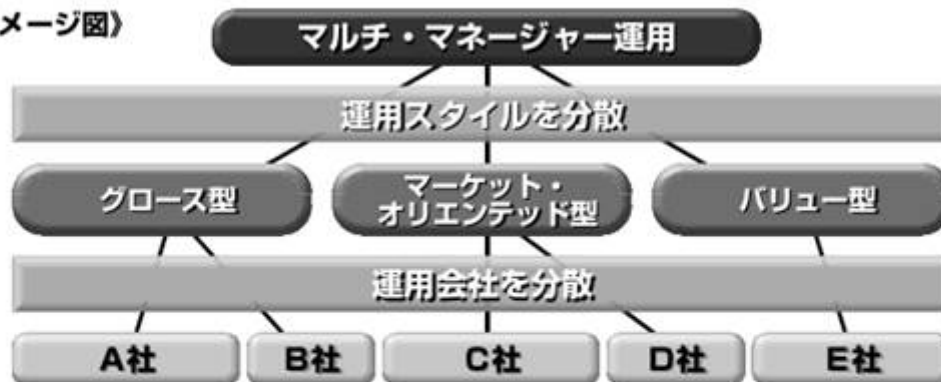 メージ図》
マルチ・マネージャー運用
運用スタイルを分散
グロース型
マーケット・
オリエンテッド型
バリュー型
運用会社を分散
A社
B社
C社
D社
E社